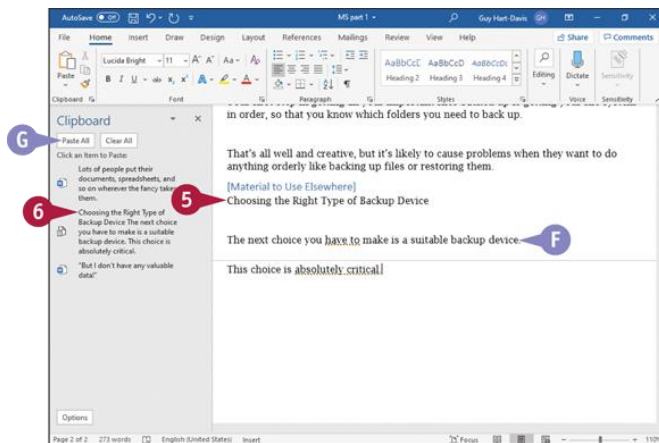 AutoSave Off
MS part 1
Guy Hart-Davis GH
File Home Insert Draw Design Layout References Mailings Review View Help Share Comments
Paste
Lucida Bright 11 A A Aa A
B I U ab x, x² A A
AaBbCcE AaBbCcD AaBbCcDc
Heading 2 Heading 3 Heading 4
Editing
Dictate
Sensitivity
Clipboard Font Paragraph Styles Voice Sensitivity
Clipboard
G
Paste All Clear All
Click an Item to Paste:
Lots of people put their
documents, spreadsheets, and
so on wherever the fancy takes
them.
6
Choosing the Right Type of
Backup Device The next choice
you have to make is a suitable
backup device. This choice is
absolutely critical.
"But I don't have any valuable
data!"
Options
in order, so that you know which folders you need to back up.
That's all well and creative, but it's likely to cause problems when they want to do
anything orderly like backing up files or restoring them.
[Material to Use Elsewhere]
5
Choosing the Right Type of Backup Device
The next choice you have to make is a suitable backup device.
F
This choice is absolutely critical.
Page 2 of 2 273 words English (United States) Insert Focus 110%